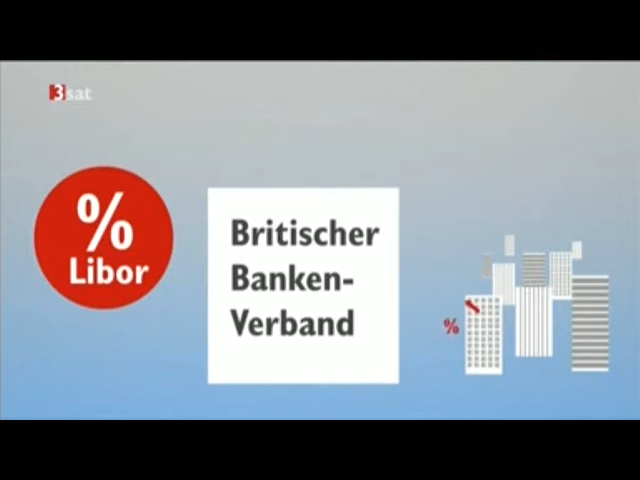 3sat
%
Libor
Britischer
Banken-
Verband
%